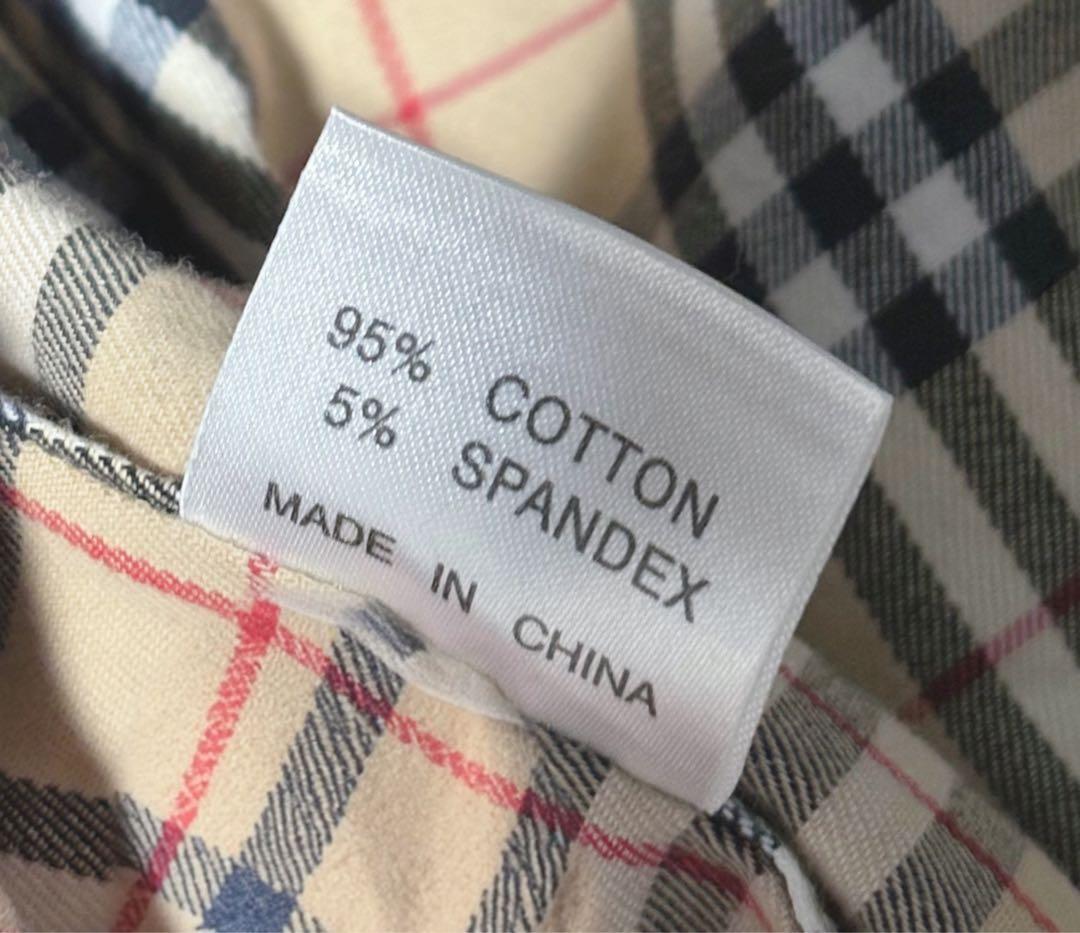 95% COTTON
5% SPANDEX
MADE IN CHINA